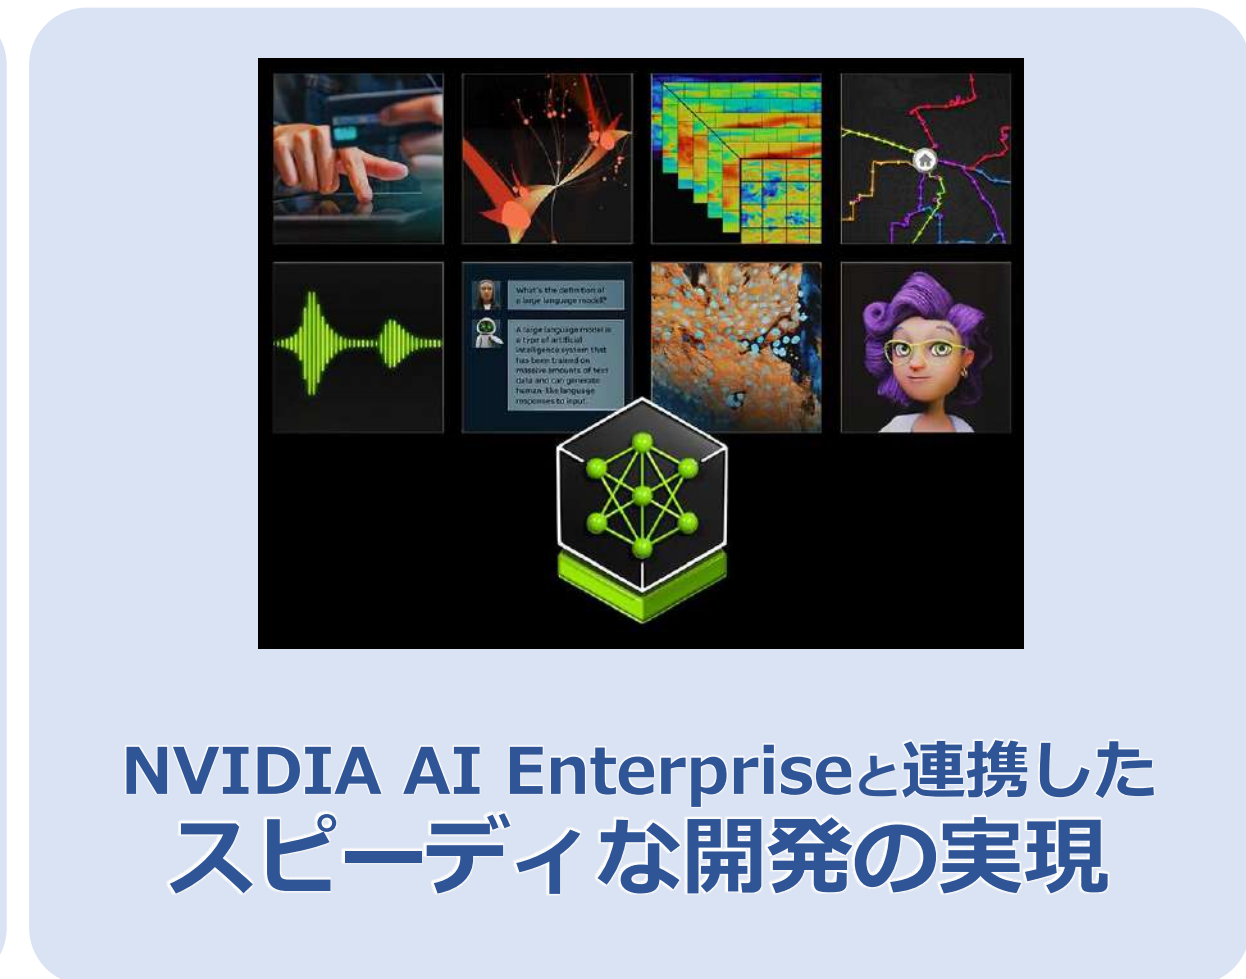 What's the definition of
a large language model?
A large language model is
a type of artificial
intelligence system that
has been trained on
massive amounts of text
data and can generate
human-like language
responses to input.
NVIDIA AI Enterpriseと連携した
スピーディな開発の実現